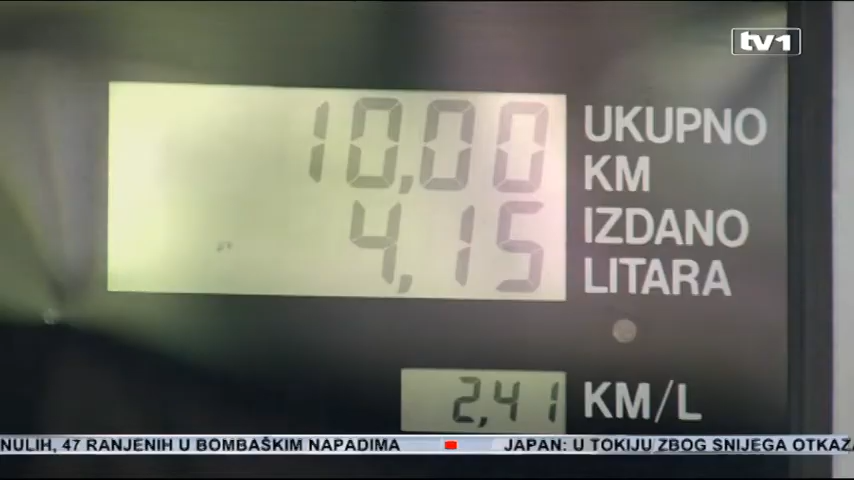 tv1
10,00 UKUPNO
KM
4,15 IZDANO
LITARA
2,41 KM/L
NULIH, 47 RANJENIH U BOMBAŠKIM NAPADIMA JAPAN: U TOKIJU ZBOG SNIJEGA OTKAZ